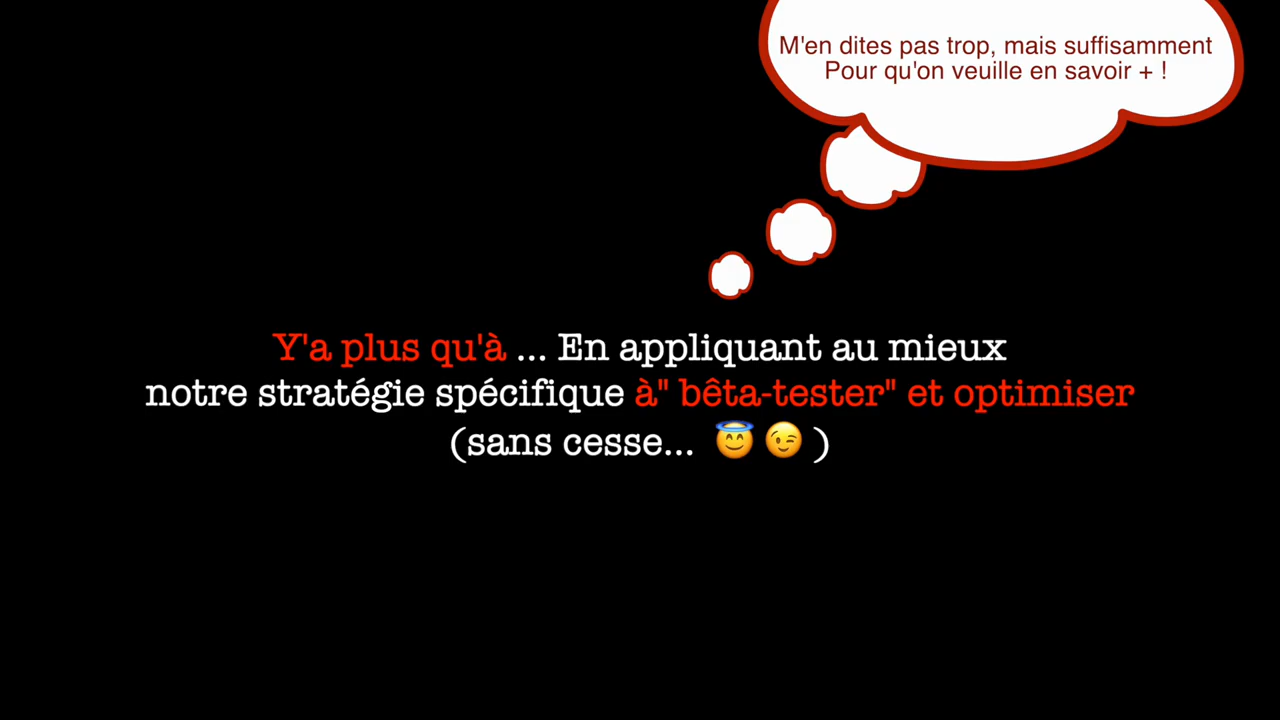 M'en dites pas trop, mais suffisamment
Pour qu'on veuille en savoir + !
Y'a plus qu'à ... En appliquant au mieux
notre stratégie spécifique à" bêta-tester" et optimiser
(sans cesse... 😇 😉 )